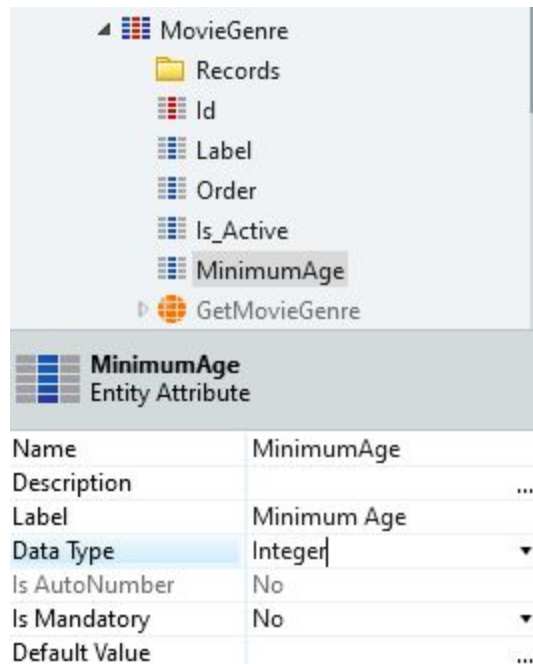 MovieGenre
Records
Id
Label
Order
Is_Active
MinimumAge
GetMovieGenre
MinimumAge
Entity Attribute
Name MinimumAge
Description ...
Label Minimum Age
Data Type Integer
Is AutoNumber No
Is Mandatory No
Default Value ...